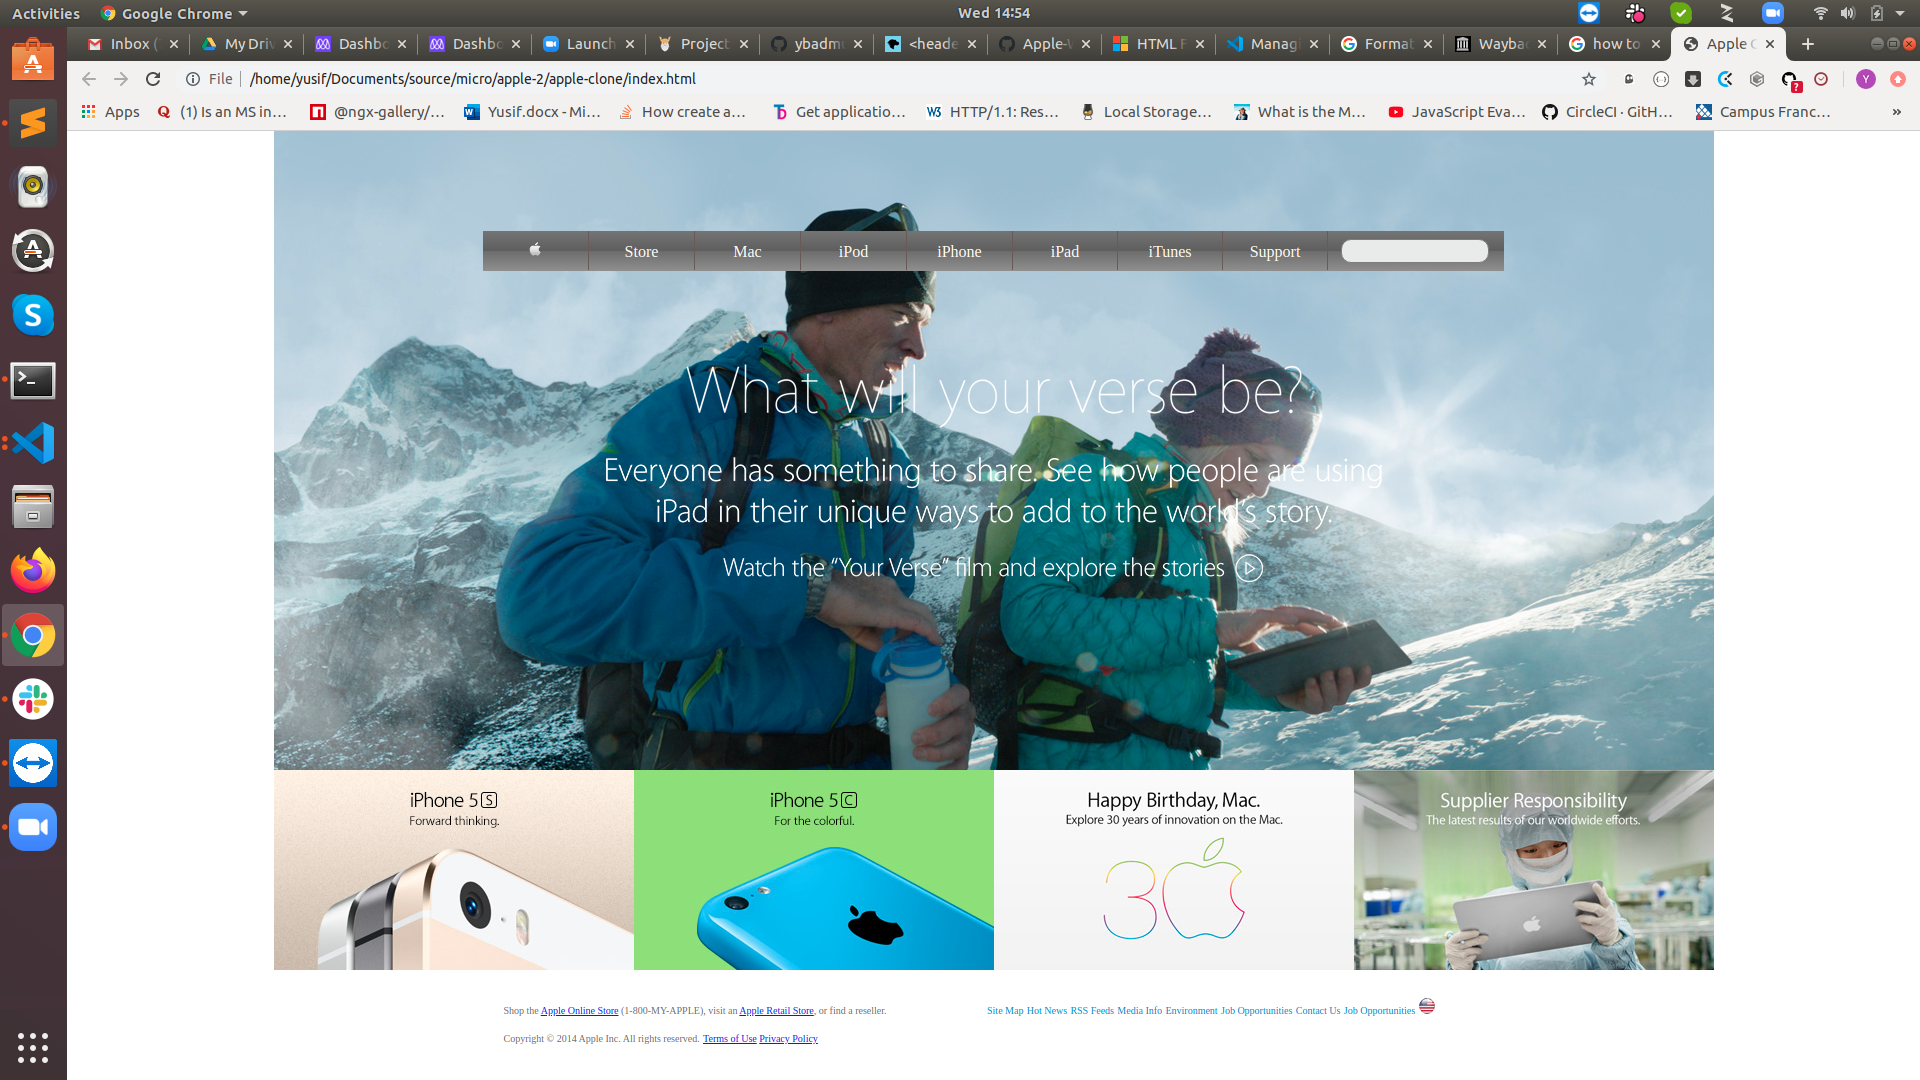 Activities
Google Chrome
Wed 14:54
Inbox (
My Driv
Dashbo
Dashbo
Launch
Project
ybadmu
<heade
Apple-W
HTML F
Managi
Format
Wayba
how to
Apple C
File
/home/yusif/Documents/source/micro/apple-2/apple-clone/index.html
Y
?
Apps
(1) Is an MS in…
@ngx-gallery/…
Yusif.docx - Mi…
How create a…
Get applicatio…
HTTP/1.1: Res…
Local Storage…
What is the M…
JavaScript Eva…
CircleCI · GitH…
Campus Franc…
»
Store
Mac
iPod
iPhone
iPad
iTunes
Support
What will your verse be?
Everyone has something to share. See how people are using
iPad in their unique ways to add to the world's story.
Watch the “Your Verse” film and explore the stories
iPhone 5S
Forward thinking.
iPhone 5C
For the colorful.
Happy Birthday, Mac.
Explore 30 years of innovation on the Mac.
30
Supplier Responsibility
The latest results of our worldwide efforts.
Shop the Apple Online Store (1-800-MY-APPLE), visit an Apple Retail Store, or find a reseller.
Site Map Hot News RSS Feeds Media Info Environment Job Opportunities Contact Us Job Opportunities
Copyright © 2014 Apple Inc. All rights reserved. Terms of Use Privacy Policy